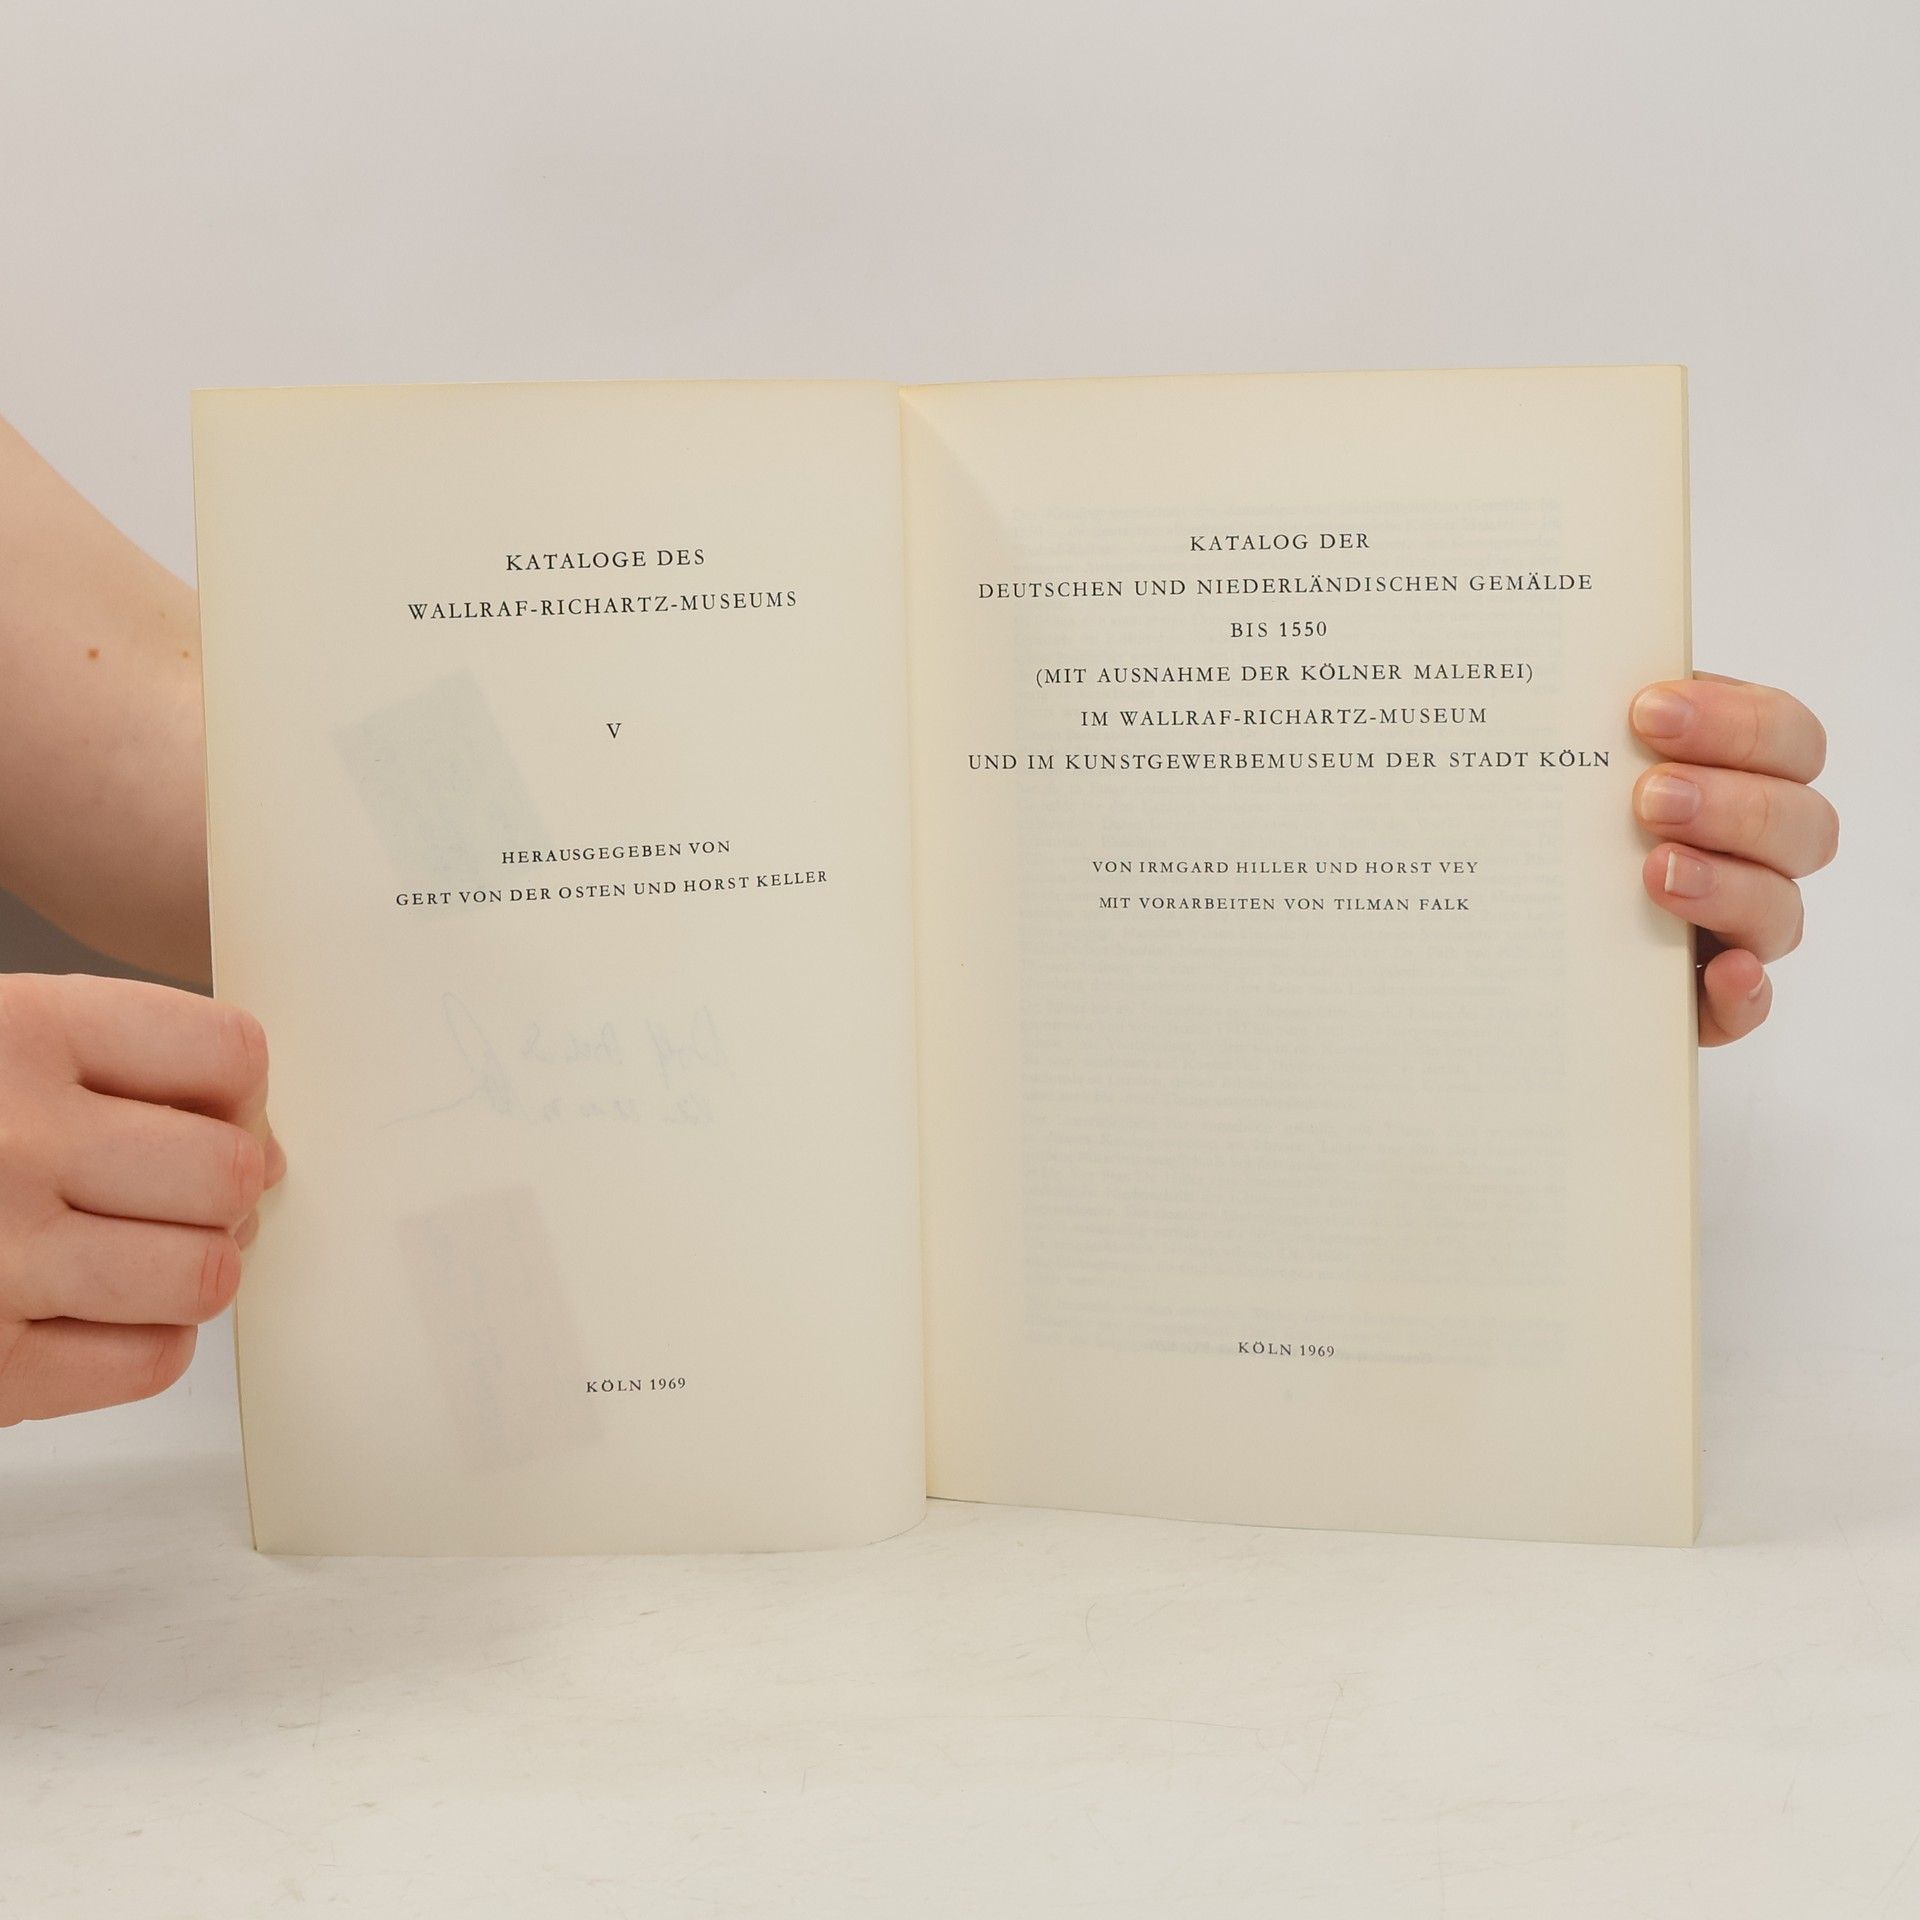 KATALOGE DES
WALLRAF-RICHARTZ-MUSEUMS
V
HERAUSGEGEBEN VON
GERT VON DER OSTEN UND HORST KELLER
KÖLN 1969
KATALOG DER
DEUTSCHEN UND NIEDERLÄNDISCHEN GEMÄLDE
BIS 1550
(MIT AUSNAHME DER KÖLNER MALEREI)
IM WALLRAF-RICHARTZ-MUSEUM
UND IM KUNSTGEWERBEMUSEUM DER STADT KÖLN
VON IRMGARD HILLER UND HORST VEY
MIT VORARBEITEN VON TILMAN FALK
KÖLN 1969